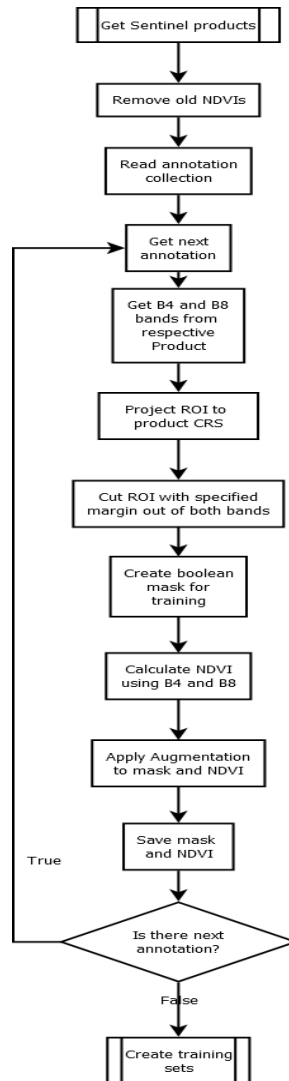 Get Sentinel products
Remove old NDVIs
Read annotation
collection
Get next
annotation
Get B4 and B8
bands from
respective
Product
Project ROI to
product CRS
Cut ROI with specified
margin out of both bands
Create boolean
mask for
training
Calculate NDVI
using B4 and B8
Apply Augmentation
to mask and NDVI
Save mask
and NDVI
True
Is there next
annotation?
False
Create training
sets